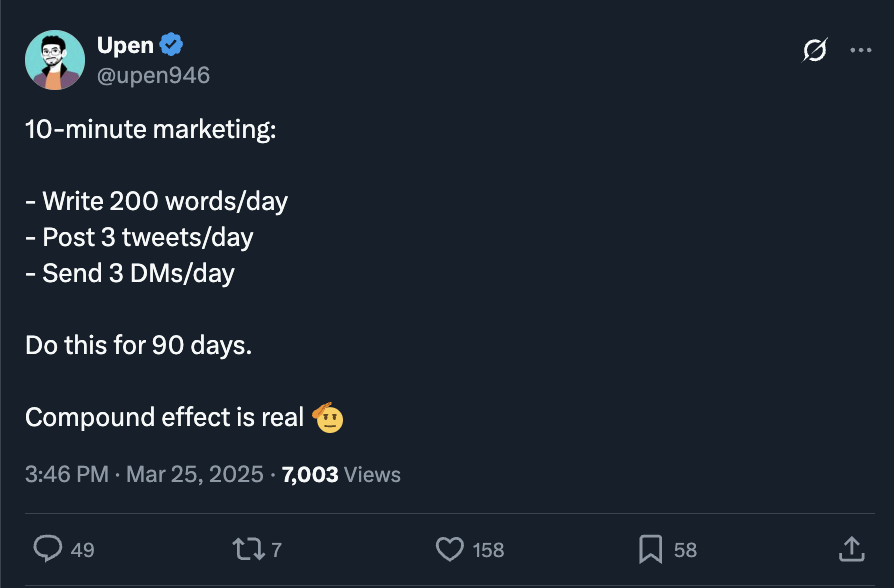 Upen
@upen946
10-minute marketing:
- Write 200 words/day
- Post 3 tweets/day
- Send 3 DMs/day
Do this for 90 days.
Compound effect is real 🫡
3:46 PM · Mar 25, 2025 · 7,003 Views
49 7 158 58